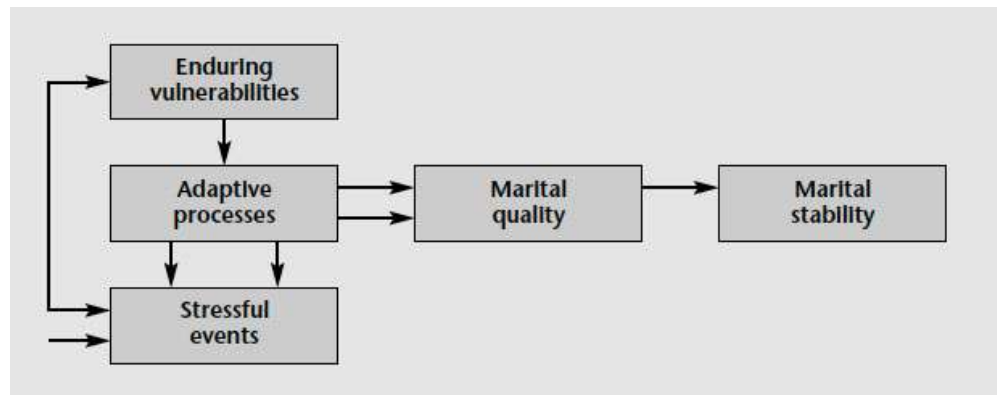 Enduring
vulnerabilities
Adaptive
processes
Marital
quality
Marital
stability
Stressful
events